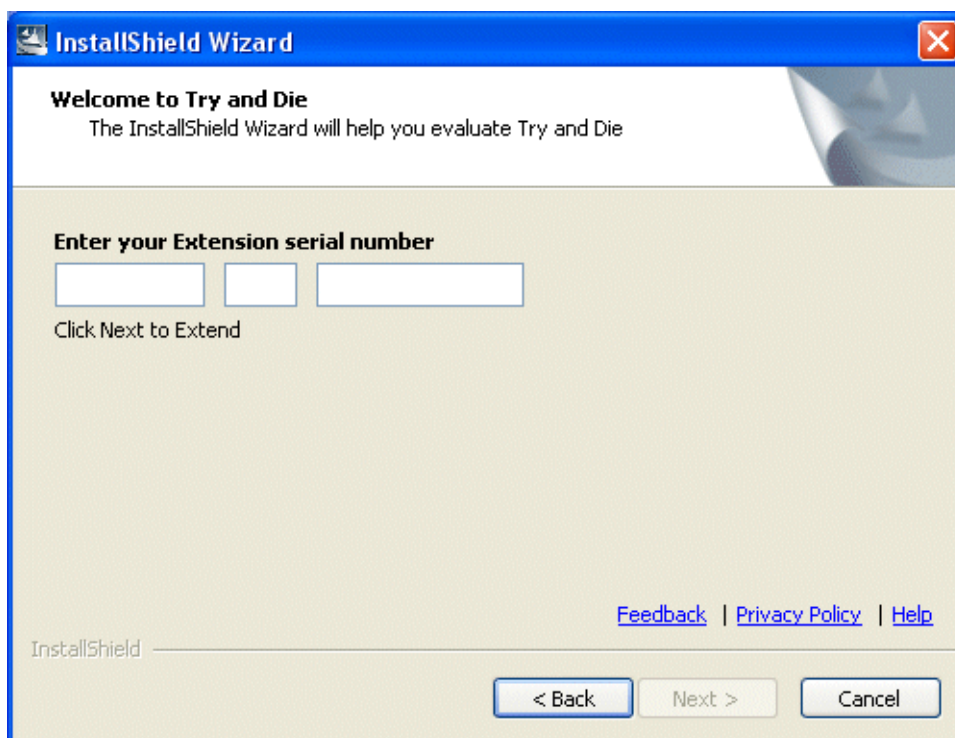 InstallShield Wizard
Welcome to Try and Die
The InstallShield Wizard will help you evaluate Try and Die
Enter your Extension serial number
Click Next to Extend
Feedback | Privacy Policy | Help
InstallShield
< Back Next > Cancel